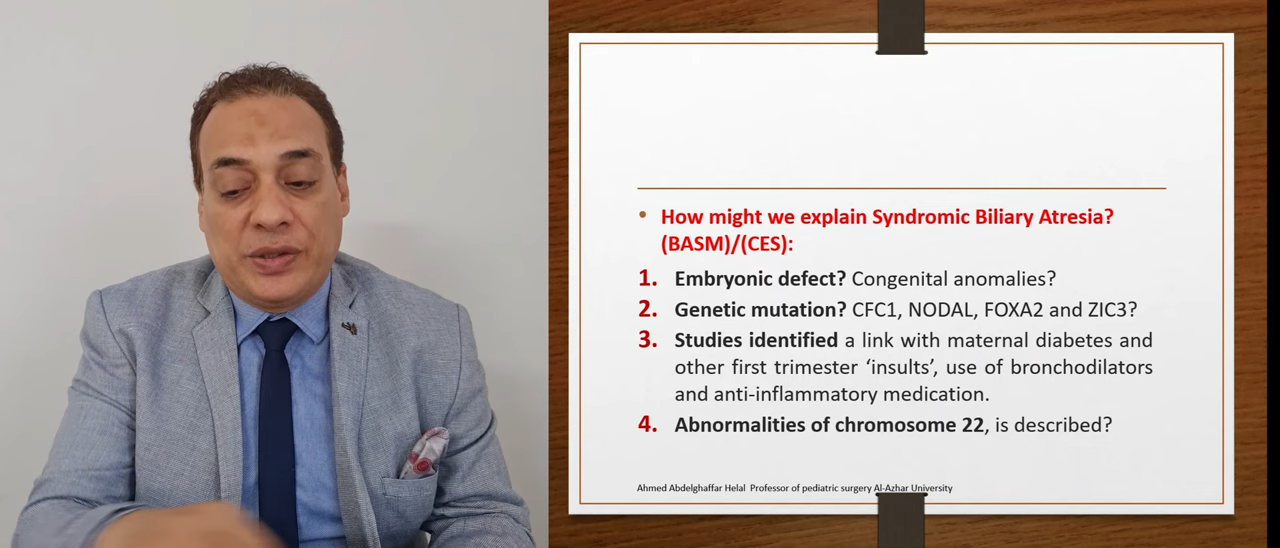 • How might we explain Syndromic Biliary Atresia?
(BASM)/(CES):
1. Embryonic defect? Congenital anomalies?
2. Genetic mutation? CFC1, NODAL, FOXA2 and ZIC3?
3. Studies identified a link with maternal diabetes and
other first trimester ‘insults’, use of bronchodilators
and anti-inflammatory medication.
4. Abnormalities of chromosome 22, is described?
Ahmed Abdelghaffar Helal Professor of pediatric surgery Al-Azhar University